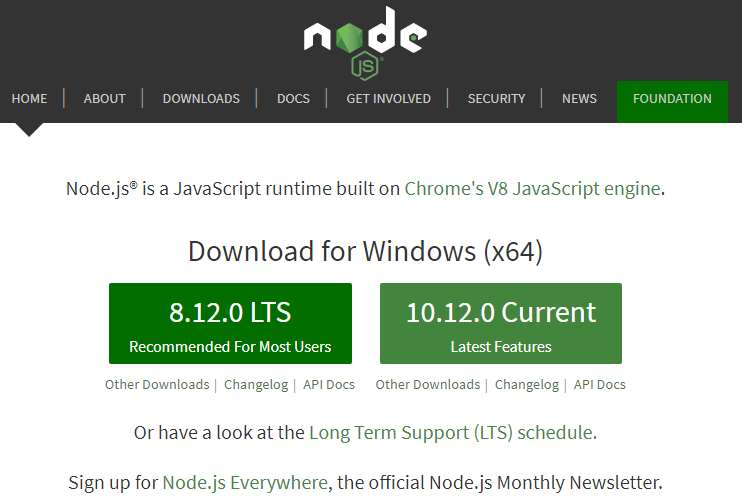 node
JS®
HOME | ABOUT | DOWNLOADS | DOCS | GET INVOLVED | SECURITY | NEWS FOUNDATION
Node.js® is a JavaScript runtime built on Chrome's V8 JavaScript engine.
Download for Windows (x64)
8.12.0 LTS 10.12.0 Current
Recommended For Most Users Latest Features
Other Downloads | Changelog | API Docs Other Downloads | Changelog | API Docs
Or have a look at the Long Term Support (LTS) schedule.
Sign up for Node.js Everywhere, the official Node.js Monthly Newsletter.